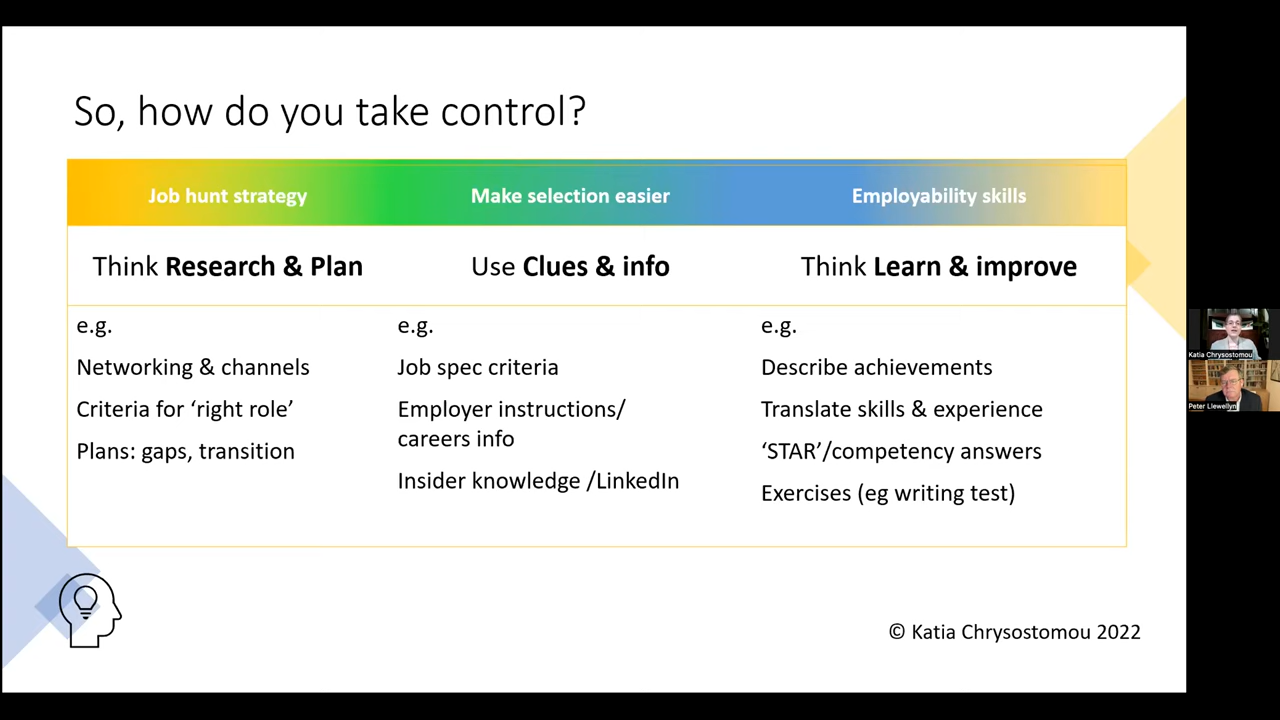 So, how do you take control?
Job hunt strategy
Make selection easier
Employability skills
Think Research & Plan
Use Clues & info
Think Learn & improve
e.g.
Networking & channels
Criteria for ‘right role’
Plans: gaps, transition
e.g.
Job spec criteria
Employer instructions/
careers info
Insider knowledge /LinkedIn
e.g.
Describe achievements
Translate skills & experience
‘STAR’/competency answers
Exercises (eg writing test)
© Katia Chrysostomou 2022
Katia Chrysostomou
Peter Llewellyn